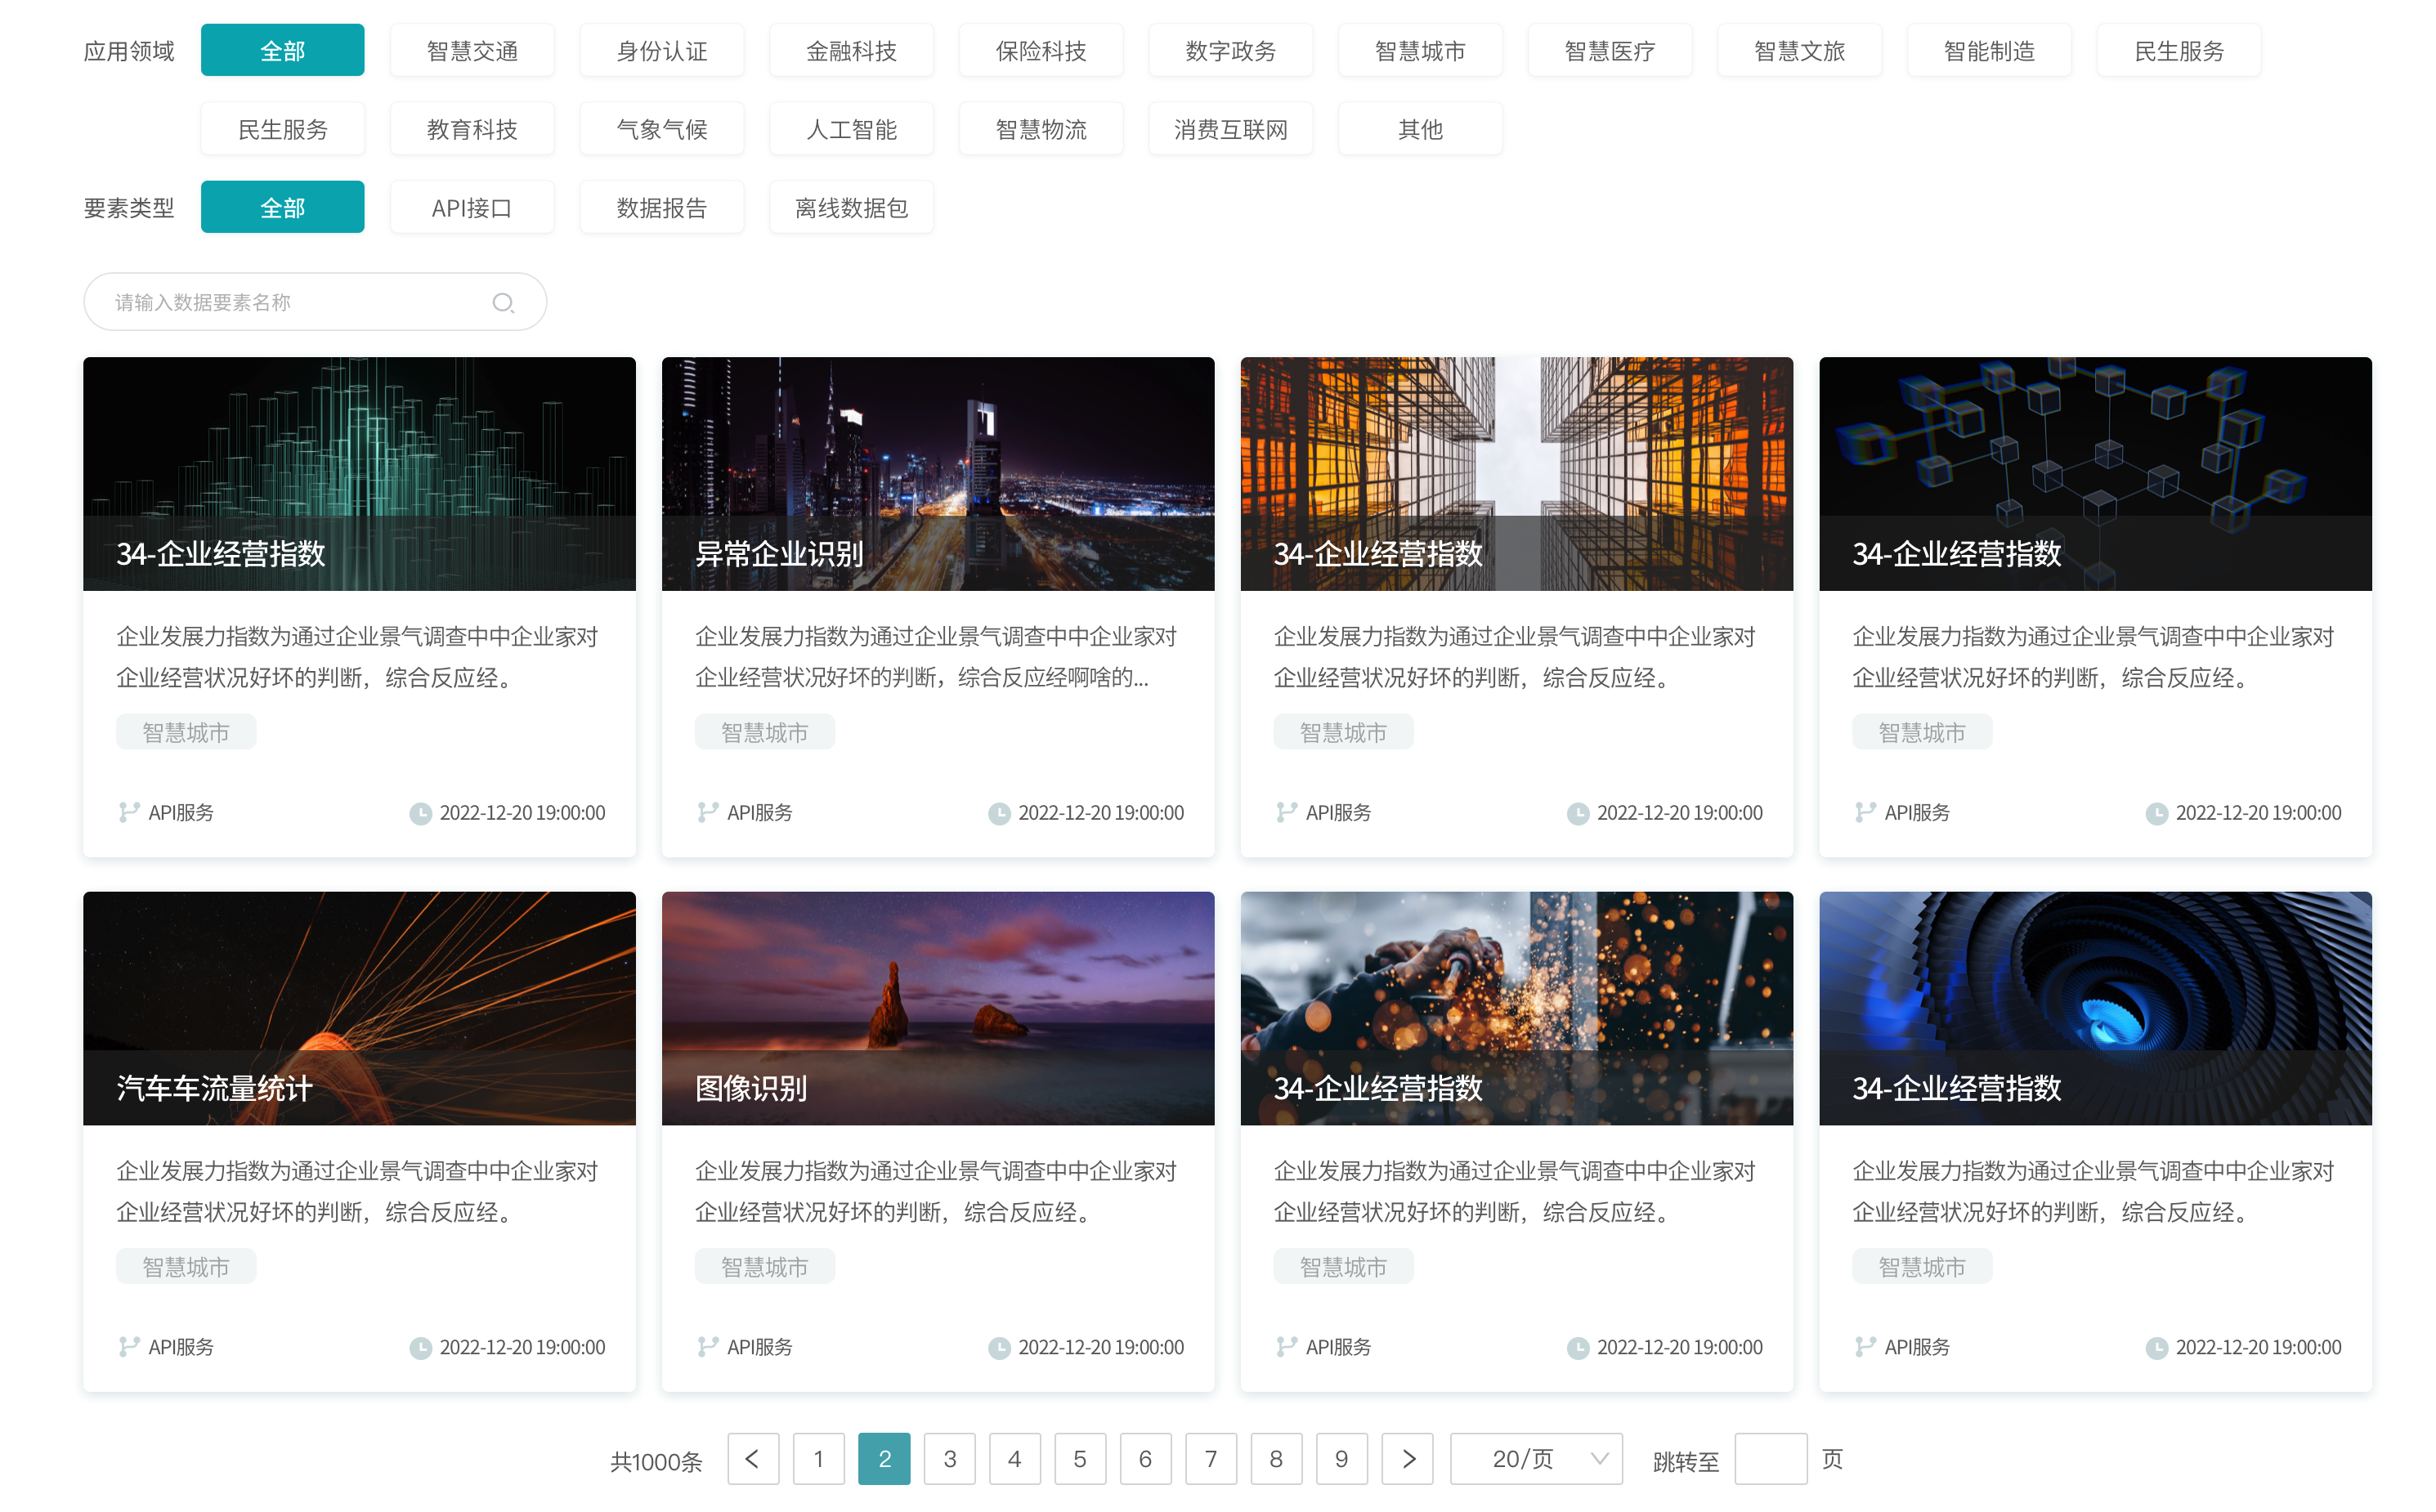 应用领域 全部 智慧交通 身份认证 金融科技 保险科技 数字政务 智慧城市 智慧医疗 智慧文旅 智能制造 民生服务
民生服务 教育科技 气象气候 人工智能 智慧物流 消费互联网 其他
要素类型 全部 API接口 数据报告 离线数据包
请输入数据要素名称
34-企业经营指数
企业发展力指数为通过企业景气调查中中企业家对
企业经营状况好坏的判断，综合反应经。
智慧城市
API服务 2022-12-20 19:00:00
异常企业识别
企业发展力指数为通过企业景气调查中中企业家对
企业经营状况好坏的判断，综合反应经啊啥的...
智慧城市
API服务 2022-12-20 19:00:00
34-企业经营指数
企业发展力指数为通过企业景气调查中中企业家对
企业经营状况好坏的判断，综合反应经。
智慧城市
API服务 2022-12-20 19:00:00
34-企业经营指数
企业发展力指数为通过企业景气调查中中企业家对
企业经营状况好坏的判断，综合反应经。
智慧城市
API服务 2022-12-20 19:00:00
汽车车流量统计
企业发展力指数为通过企业景气调查中中企业家对
企业经营状况好坏的判断，综合反应经。
智慧城市
API服务 2022-12-20 19:00:00
图像识别
企业发展力指数为通过企业景气调查中中企业家对
企业经营状况好坏的判断，综合反应经。
智慧城市
API服务 2022-12-20 19:00:00
34-企业经营指数
企业发展力指数为通过企业景气调查中中企业家对
企业经营状况好坏的判断，综合反应经。
智慧城市
API服务 2022-12-20 19:00:00
34-企业经营指数
企业发展力指数为通过企业景气调查中中企业家对
企业经营状况好坏的判断，综合反应经。
智慧城市
API服务 2022-12-20 19:00:00
共1000条 1 2 3 4 5 6 7 8 9 20/页 跳转至 页